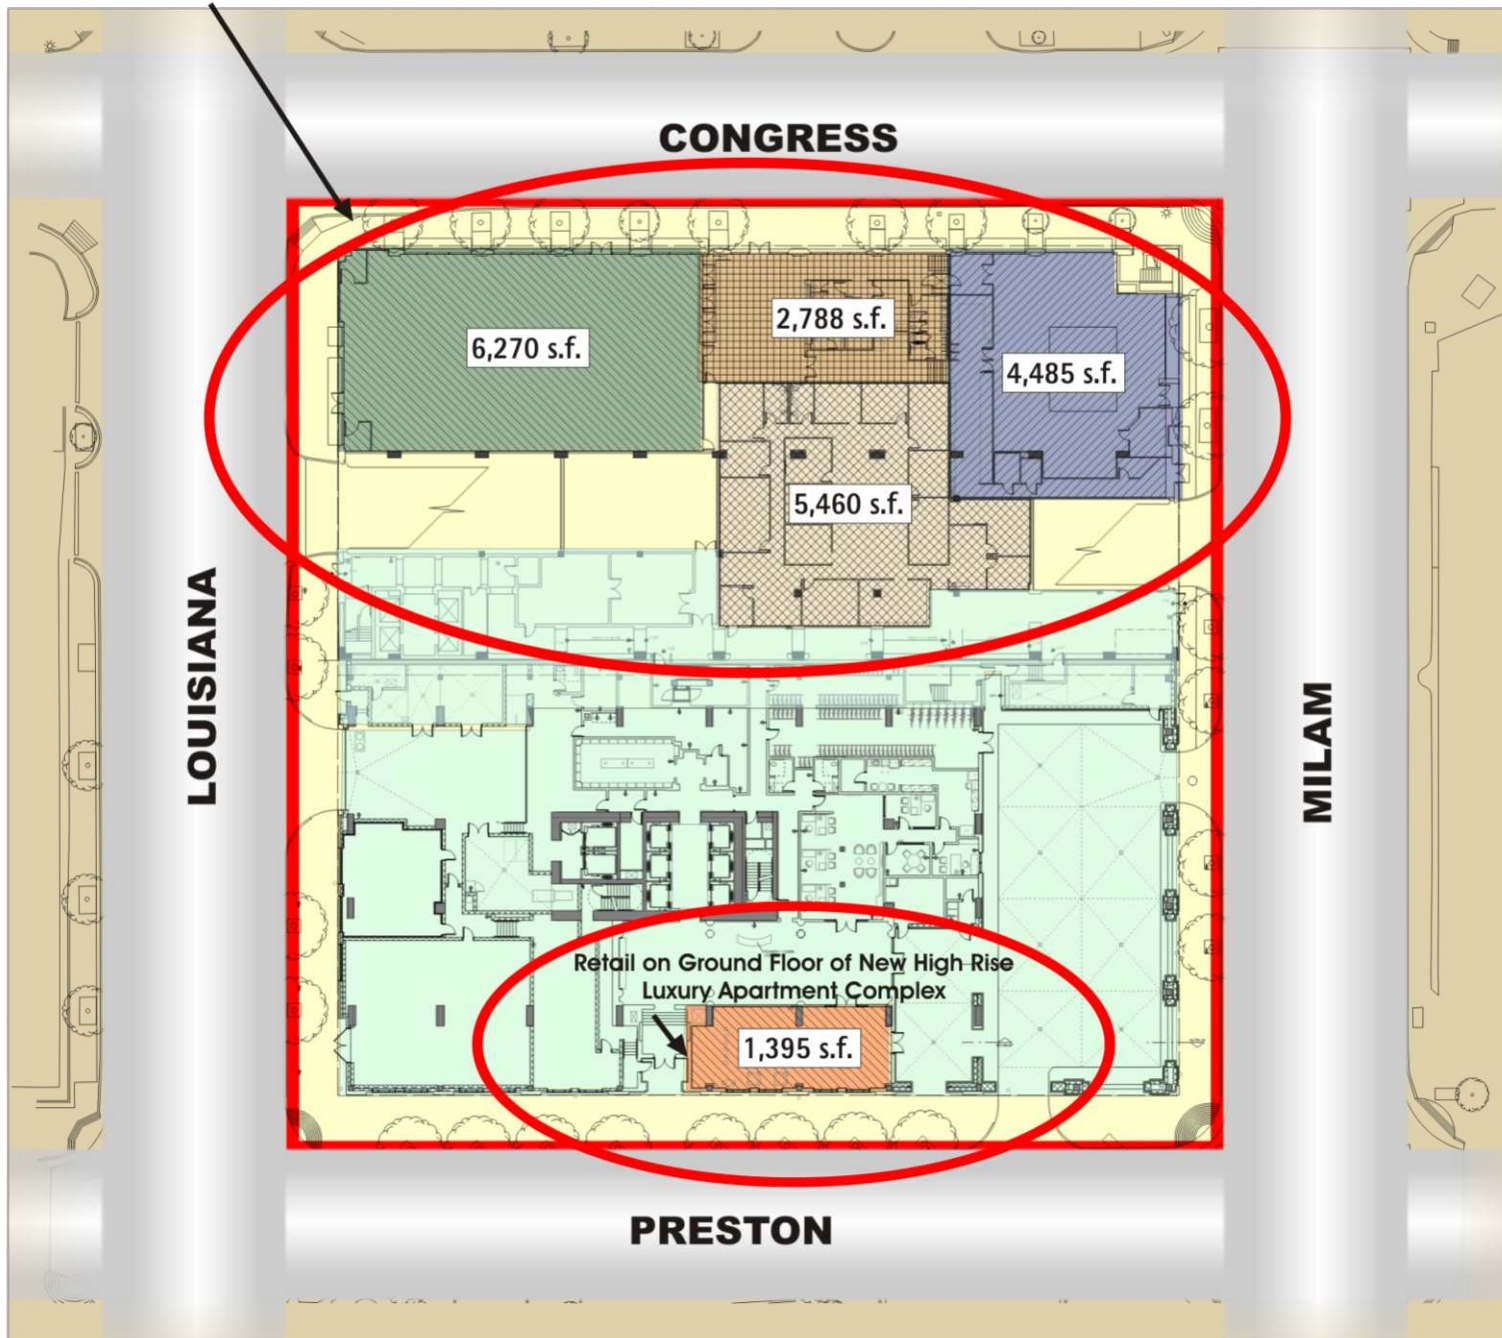 CONGRESS
2,788 s.f.
6,270 s.f.
4,485 s.f.
5,460 s.f.
LOUISIANA
MILAM
Retail on Ground Floor of New High Rise
Luxury Apartment Complex
1,395 s.f.
PRESTON